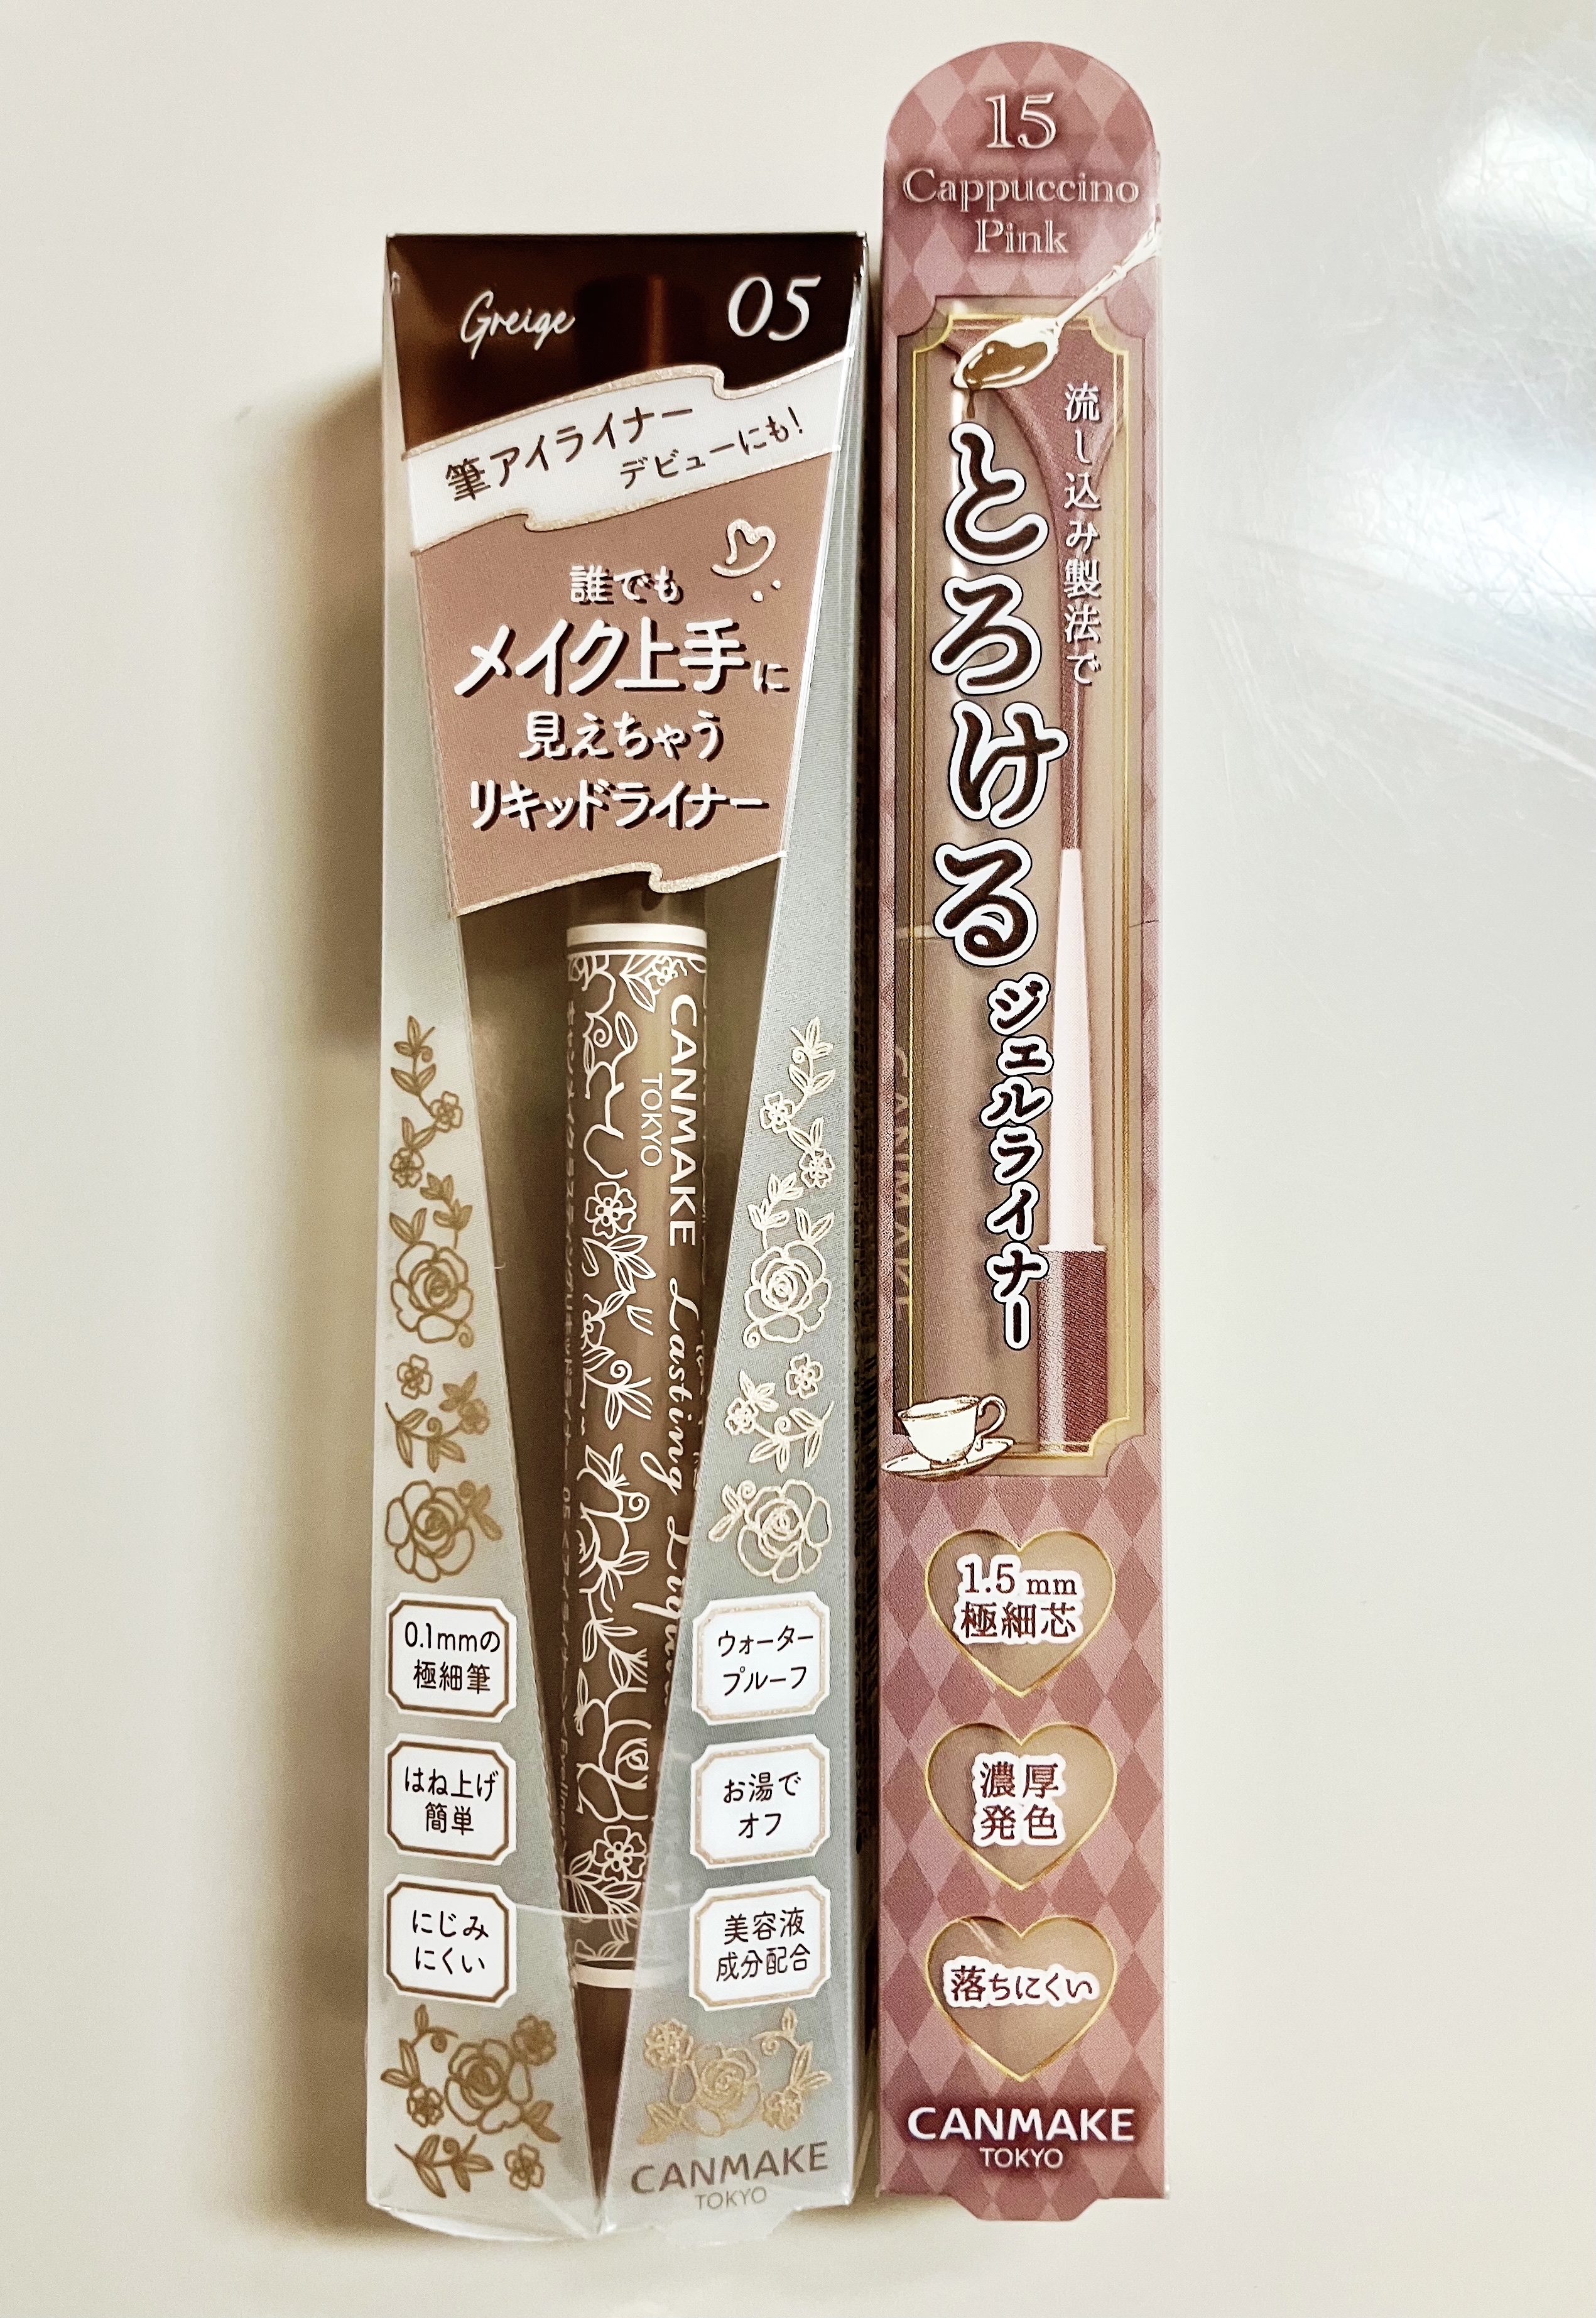 Greige 05
筆アイライナー
デビューにも!
誰でも
メイク上手に
見えちゃう
リキッドライナー
CANMAKE
TOKYO
Lasting Liquid
0.1mmの
極細筆
はね上げ
簡単
にじみ
にくい
ウォーター
プルーフ
お湯で
オフ
美容液
成分配合
CANMAKE
TOKYO
15
Cappuccino
Pink
流し込み製法で
とろける
ジェルライナー
1.5mm
極細芯
濃厚
発色
落ちにくい
CANMAKE
TOKYO